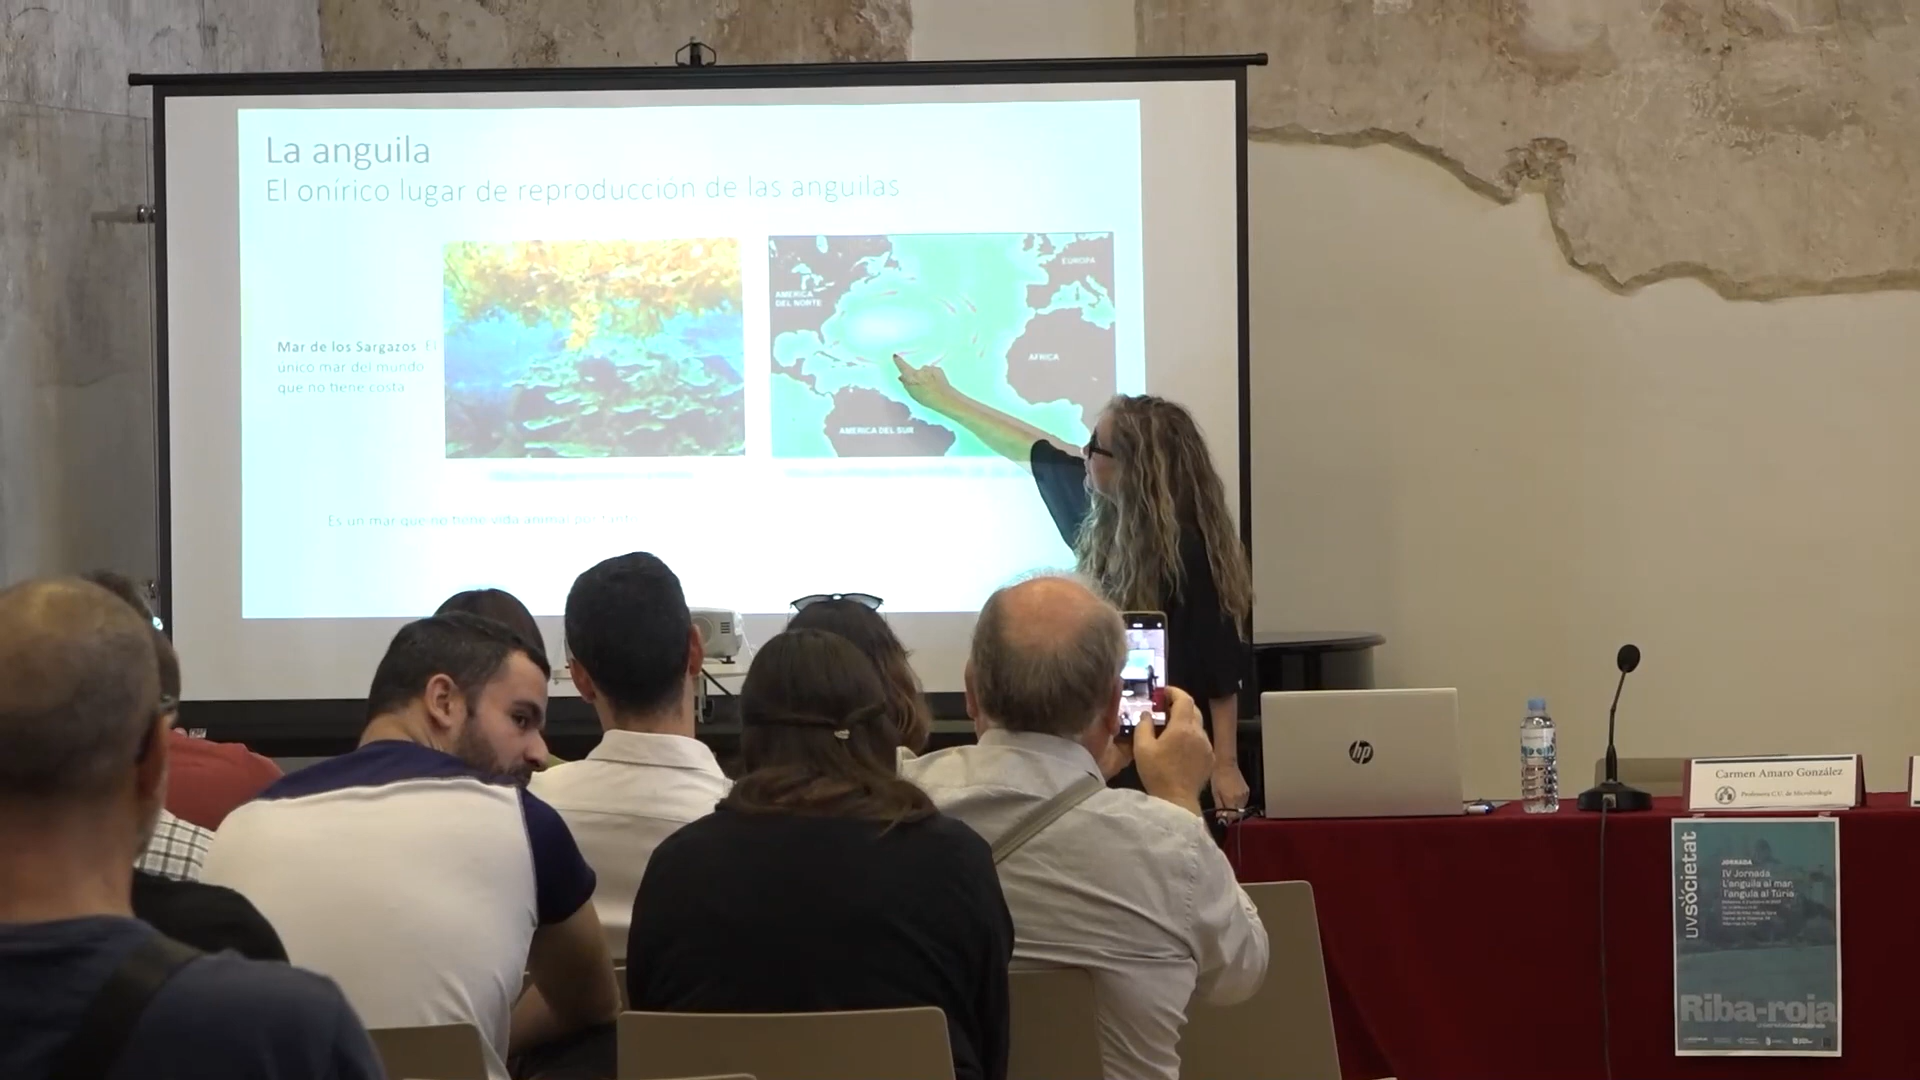 La anguila
El onírico lugar de reproducción de las anguilas
Mar de los Sargazos. El
único mar del mundo
que no tiene costa
AMERICA
DEL NORTE
EUROPA
AFRICA
AMERICA DEL SUR
Es un mar que no tiene vida animal por tanto
hp
Carmen Amaro González
Professora C.U. de Microbiologia
uvsocietat
JORNADA
IV Jornada
L'anguila al mar,
l'angula al Túria
Riba-roja